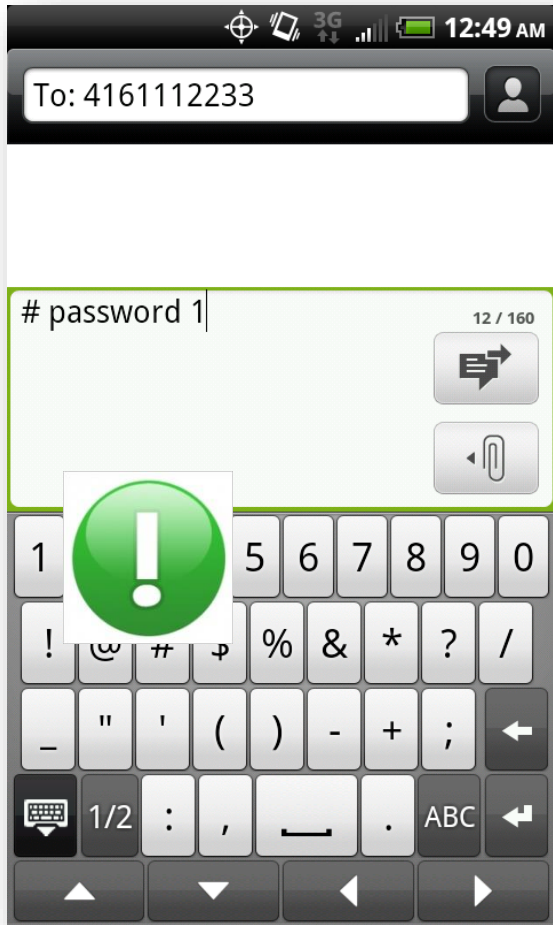 3G
12:49 AM
To: 4161112233
# password 1
12 / 160
1 5 6 7 8 9 0
! @ # $ % & * ? /
_ " ' ( ) - + ;
1/2 : , . ABC